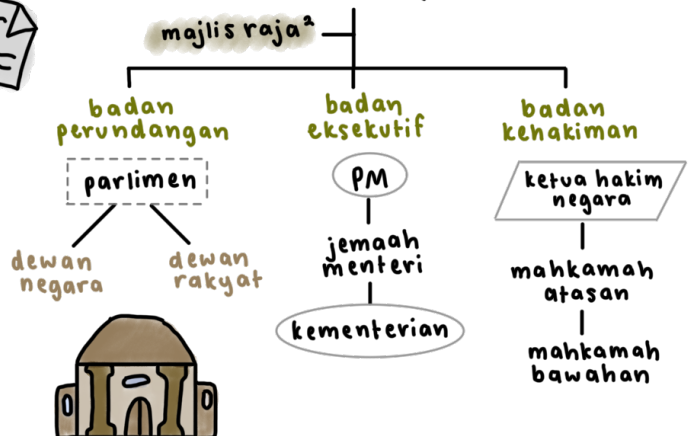 majlis raja²
badan
perundangan
badan
eksekutif
badan
kehakiman
parlimen
PM
ketua hakim
negara
dewan
negara
dewan
rakyat
jemaah
menteri
mahkamah
atasan
kementerian
mahkamah
bawahan